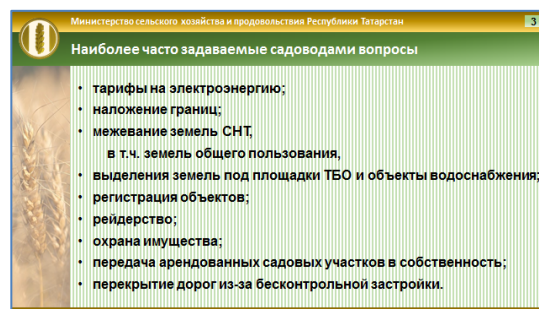 Министерство сельского хозяйства и продовольствия Республики Татарстан
3
Наиболее часто задаваемые садоводами вопросы
• тарифы на электроэнергию;
• наложение границ;
• межевание земель СНТ,
в т.ч. земель общего пользования,
• выделения земель под площадки ТБО и объекты водоснабжения;
• регистрация объектов;
• рейдерство;
• охрана имущества;
• передача арендованных садовых участков в собственность;
• перекрытие дорог из-за бесконтрольной застройки.